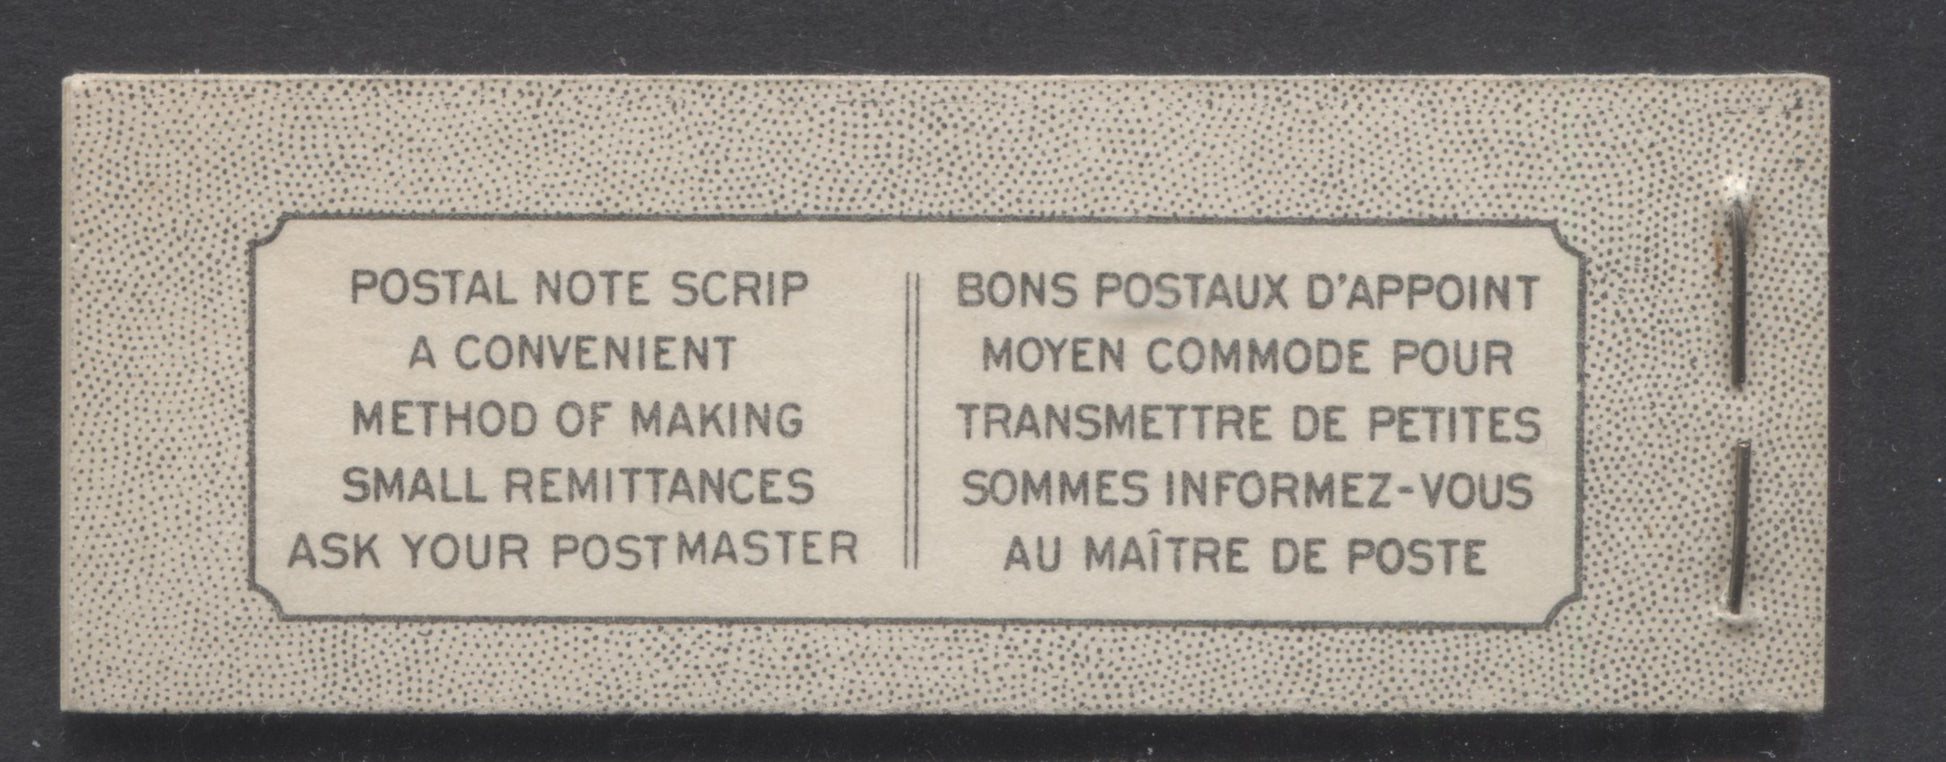 POSTAL NOTE SCRIP
A CONVENIENT
METHOD OF MAKING
SMALL REMITTANCES
ASK YOUR POSTMASTER
BONS POSTAUX D'APPOINT
MOYEN COMMODE POUR
TRANSMETTRE DE PETITES
SOMMES INFORMEZ-VOUS
AU MAÎTRE DE POSTE